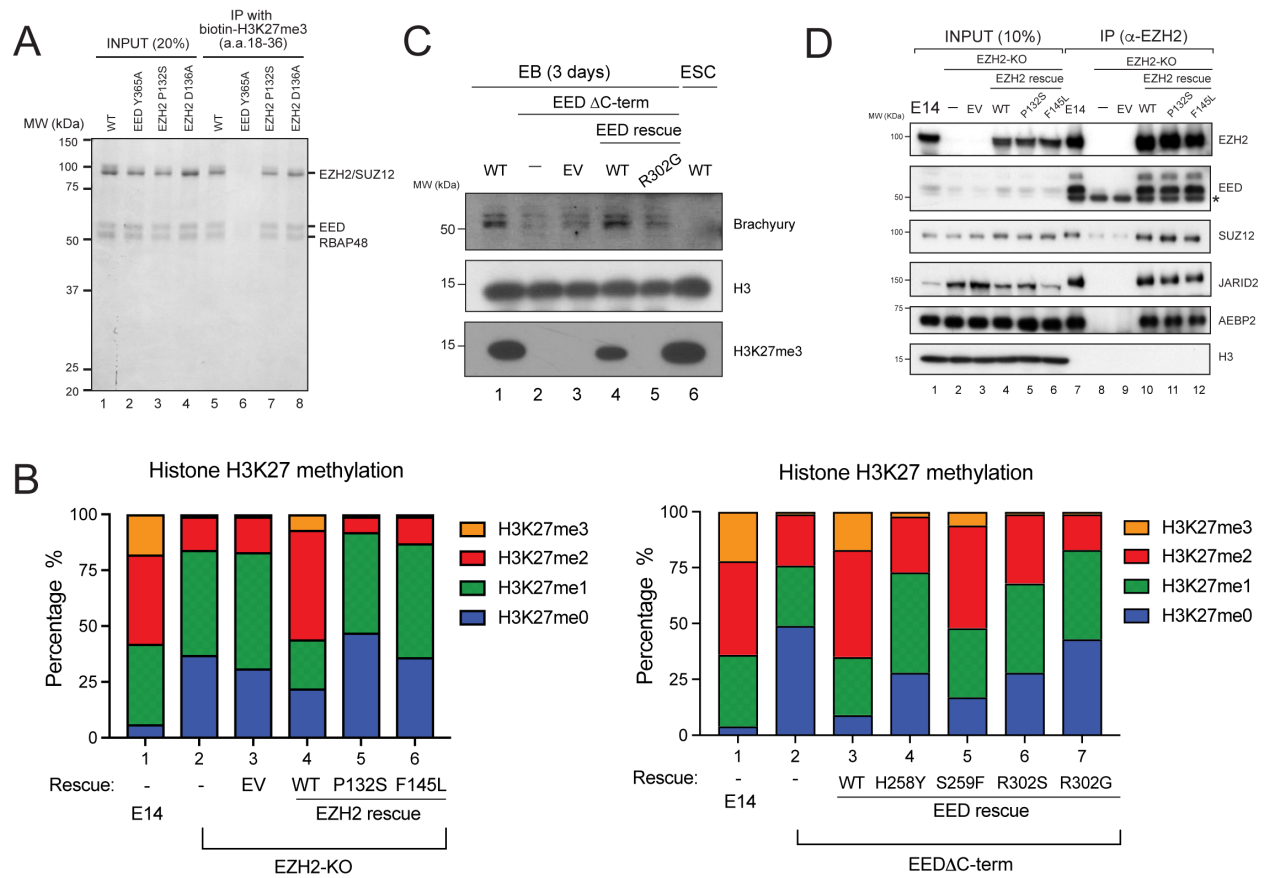 A
INPUT (20%)
IP with
biotin-H3K27me3
(a.a.18-36)
WT
EED Y365A
EZH2 P132S
EZH2 D136A
WT
EED Y365A
EZH2 P132S
EZH2 D136A
MW (kDa)
150
100
75
50
37
25
20
EZH2/SUZ12
EED
RBAP48
1 2 3 4 5 6 7 8
C
EB (3 days) ESC
EED ΔC-term
EED rescue
WT – EV WT R302G WT
MW (kDa)
50
Brachyury
15
H3
15
H3K27me3
1 2 3 4 5 6
D
INPUT (10%) IP (α-EZH2)
EZH2-KO EZH2-KO
EZH2 rescue EZH2 rescue
E14 – EV WT P132S F145L E14 – EV WT P132S F145L
MW (kDa)
100
EZH2
50
EED
*
100
SUZ12
150
JARID2
75
AEBP2
15
H3
1 2 3 4 5 6 7 8 9 10 11 12
B
Histone H3K27 methylation
Percentage %
100
75
50
25
0
H3K27me3
H3K27me2
H3K27me1
H3K27me0
1 2 3 4 5 6
Rescue: - - EV WT P132S F145L
E14 EZH2 rescue
EZH2-KO
Histone H3K27 methylation
Percentage %
100
75
50
25
0
H3K27me3
H3K27me2
H3K27me1
H3K27me0
1 2 3 4 5 6 7
Rescue: - - WT H258Y S259F R302S R302G
E14 EED rescue
EEDΔC-term